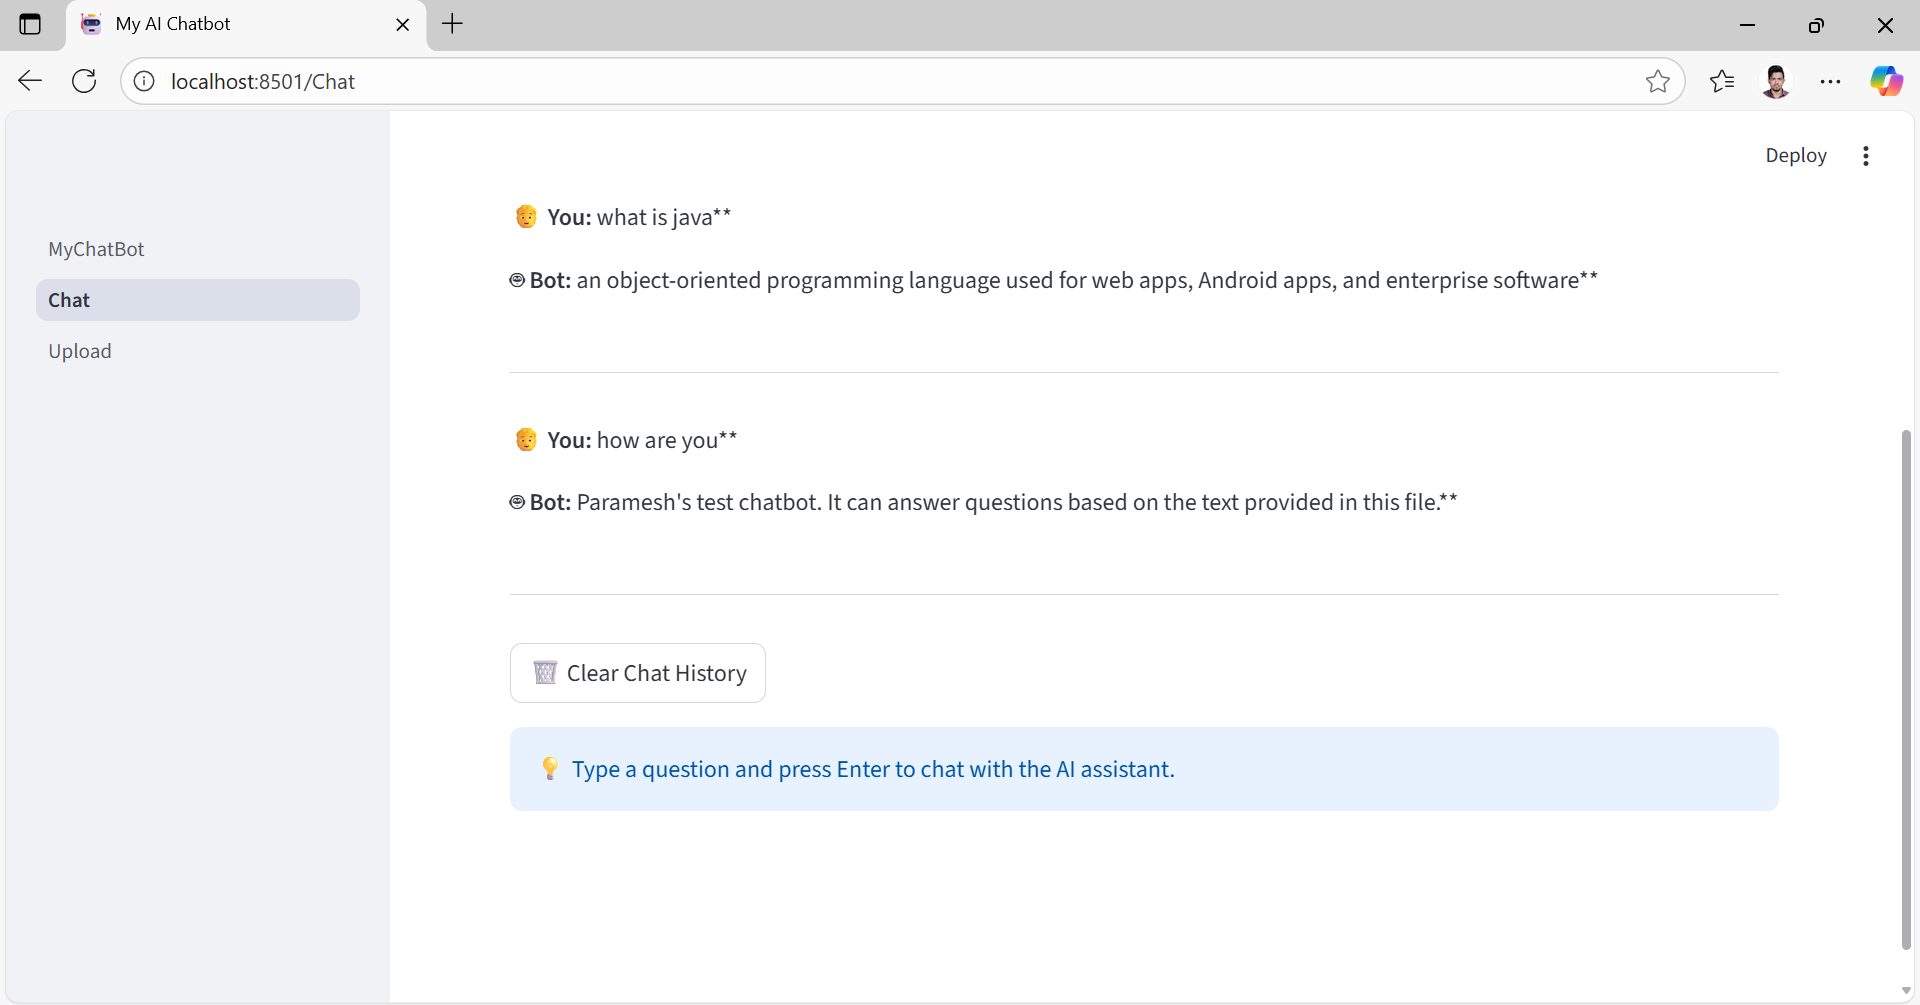 My AI Chatbot
localhost:8501/Chat
Deploy
MyChatBot
Chat
Upload
You: what is java**
Bot: an object-oriented programming language used for web apps, Android apps, and enterprise software**
You: how are you**
Bot: Paramesh's test chatbot. It can answer questions based on the text provided in this file.**
Clear Chat History
Type a question and press Enter to chat with the AI assistant.